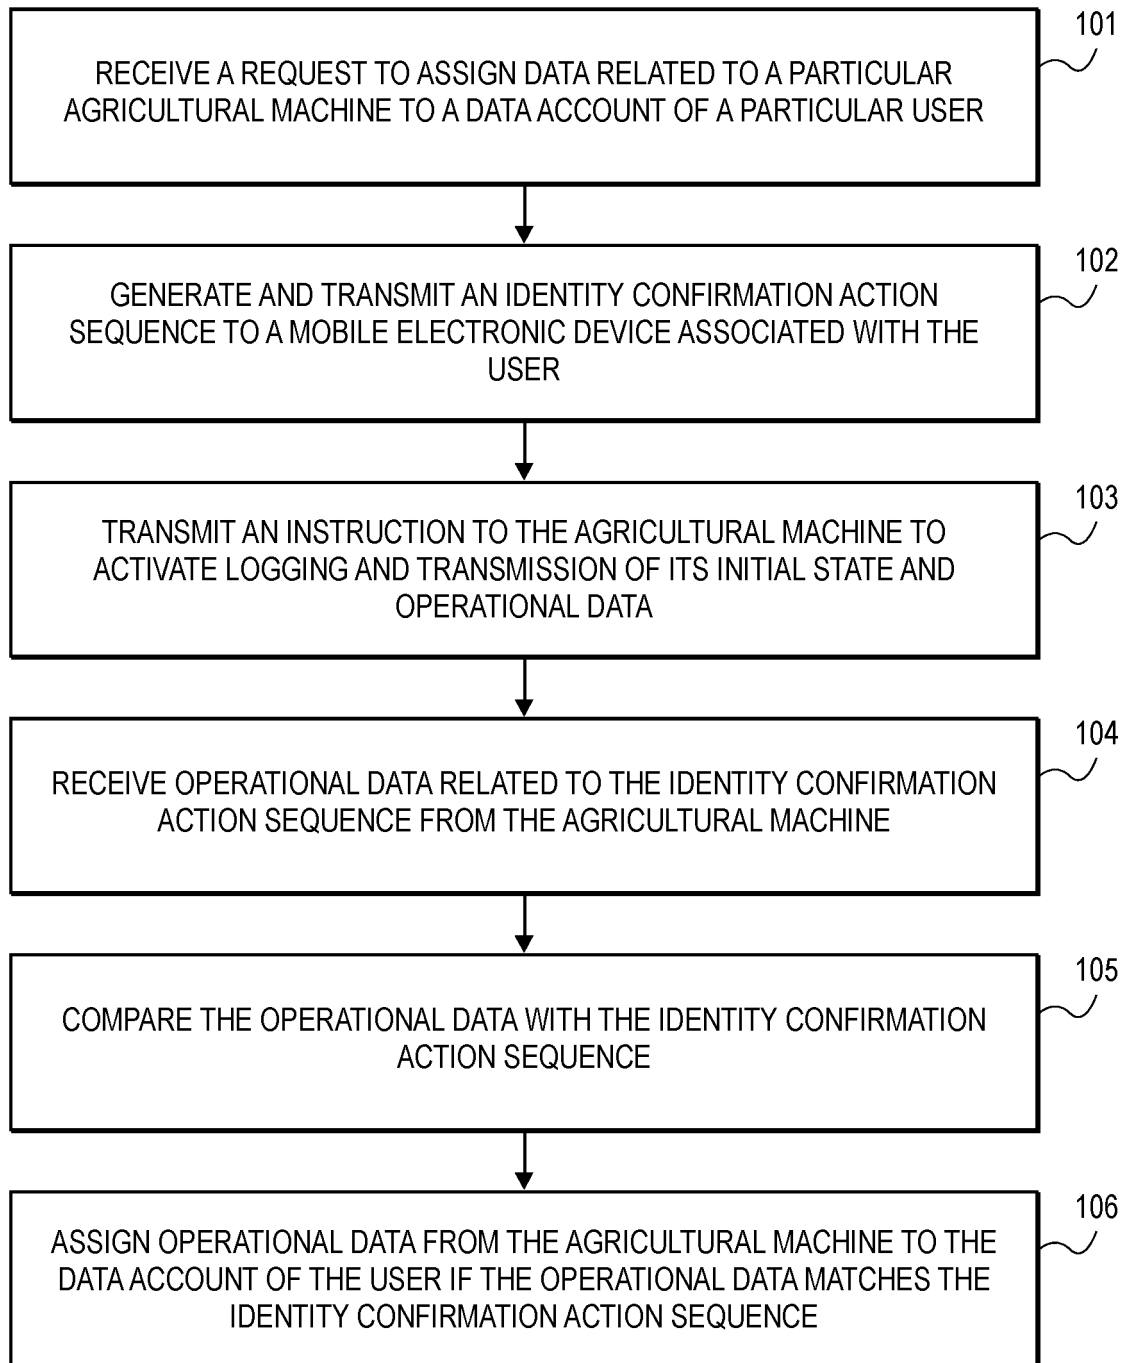 101
RECEIVE A REQUEST TO ASSIGN DATA RELATED TO A PARTICULAR
AGRICULTURAL MACHINE TO A DATA ACCOUNT OF A PARTICULAR USER
102
GENERATE AND TRANSMIT AN IDENTITY CONFIRMATION ACTION
SEQUENCE TO A MOBILE ELECTRONIC DEVICE ASSOCIATED WITH THE
USER
103
TRANSMIT AN INSTRUCTION TO THE AGRICULTURAL MACHINE TO
ACTIVATE LOGGING AND TRANSMISSION OF ITS INITIAL STATE AND
OPERATIONAL DATA
104
RECEIVE OPERATIONAL DATA RELATED TO THE IDENTITY CONFIRMATION
ACTION SEQUENCE FROM THE AGRICULTURAL MACHINE
105
COMPARE THE OPERATIONAL DATA WITH THE IDENTITY CONFIRMATION
ACTION SEQUENCE
106
ASSIGN OPERATIONAL DATA FROM THE AGRICULTURAL MACHINE TO THE
DATA ACCOUNT OF THE USER IF THE OPERATIONAL DATA MATCHES THE
IDENTITY CONFIRMATION ACTION SEQUENCE